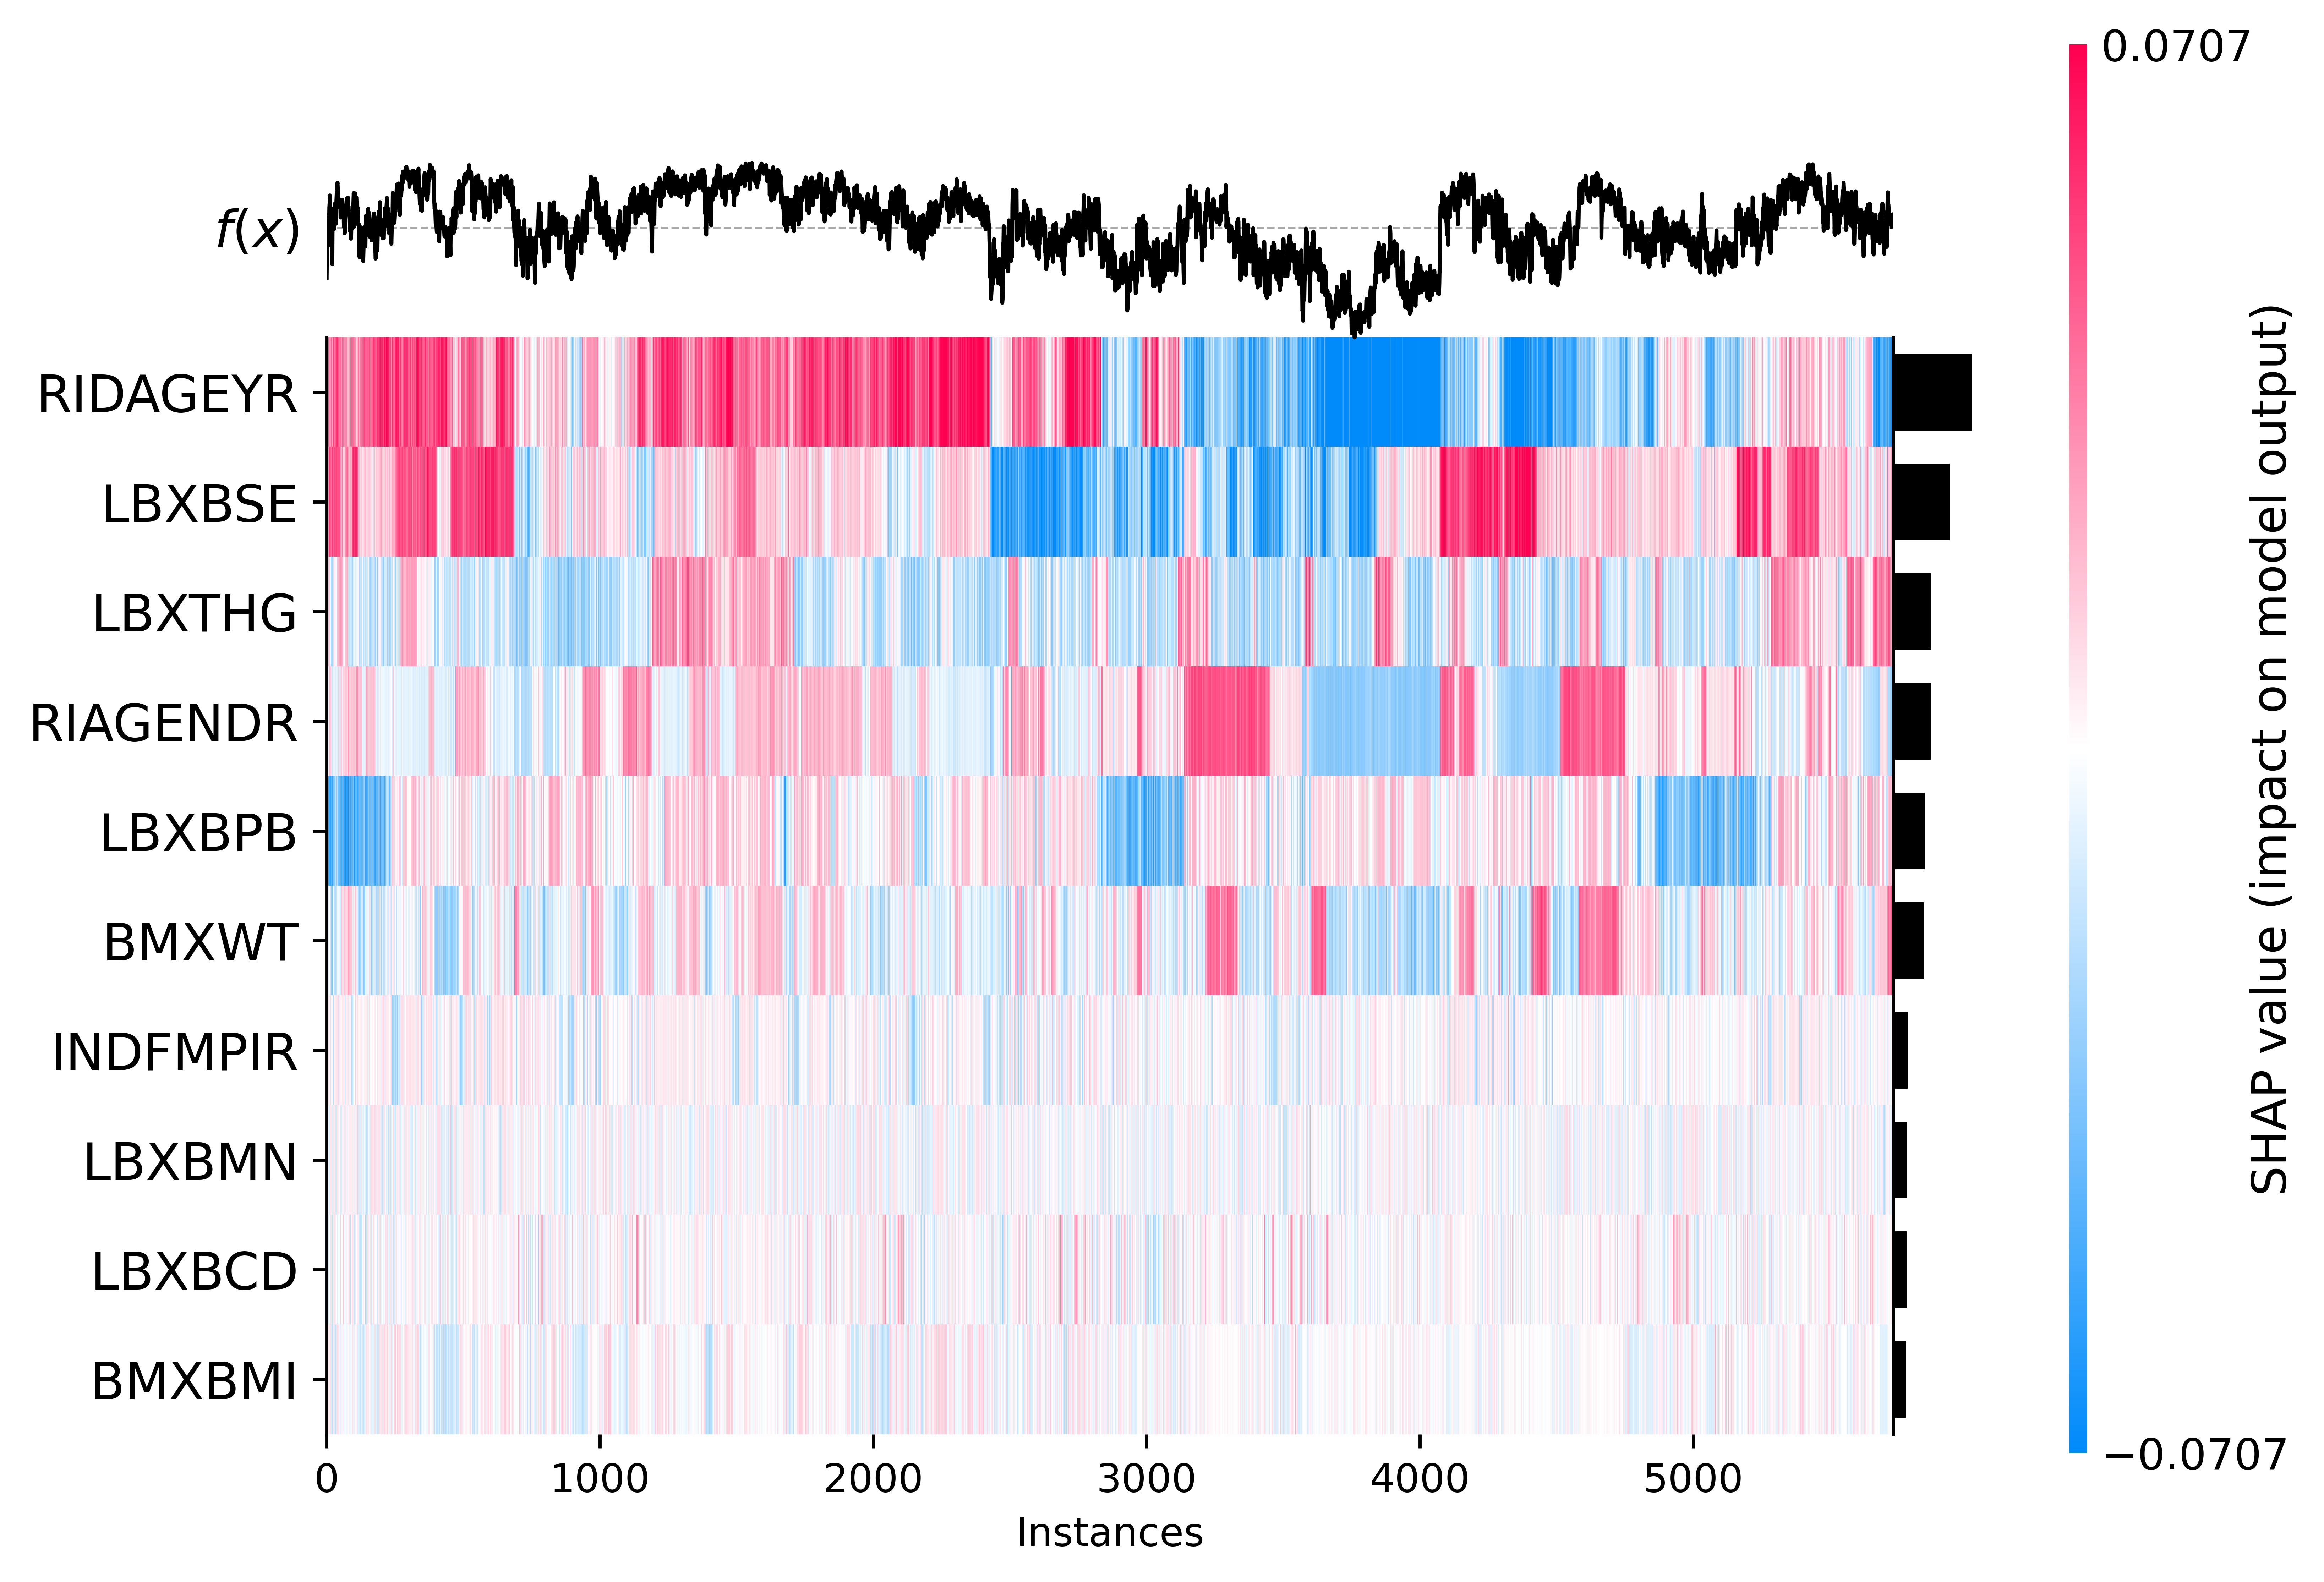 0.0707
f(x)
RIDAGEYR
LBXBSE
LBXTHG
RIAGENDR
LBXBPB
BMXWT
INDFMPIR
LBXBMN
LBXBCD
BMXBMI
0 1000 2000 3000 4000 5000
Instances
−0.0707
SHAP value (impact on model output)